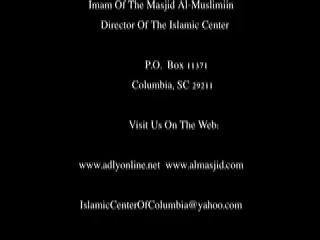 Imam Of The Masjid Al-Muslimiin
Director Of The Islamic Center
P.O. Box 11371
Columbia, SC 29211
Visit Us On The Web:
www.adlyonline.net www.almasjid.com
IslamicCenterOfColumbia@yahoo.com